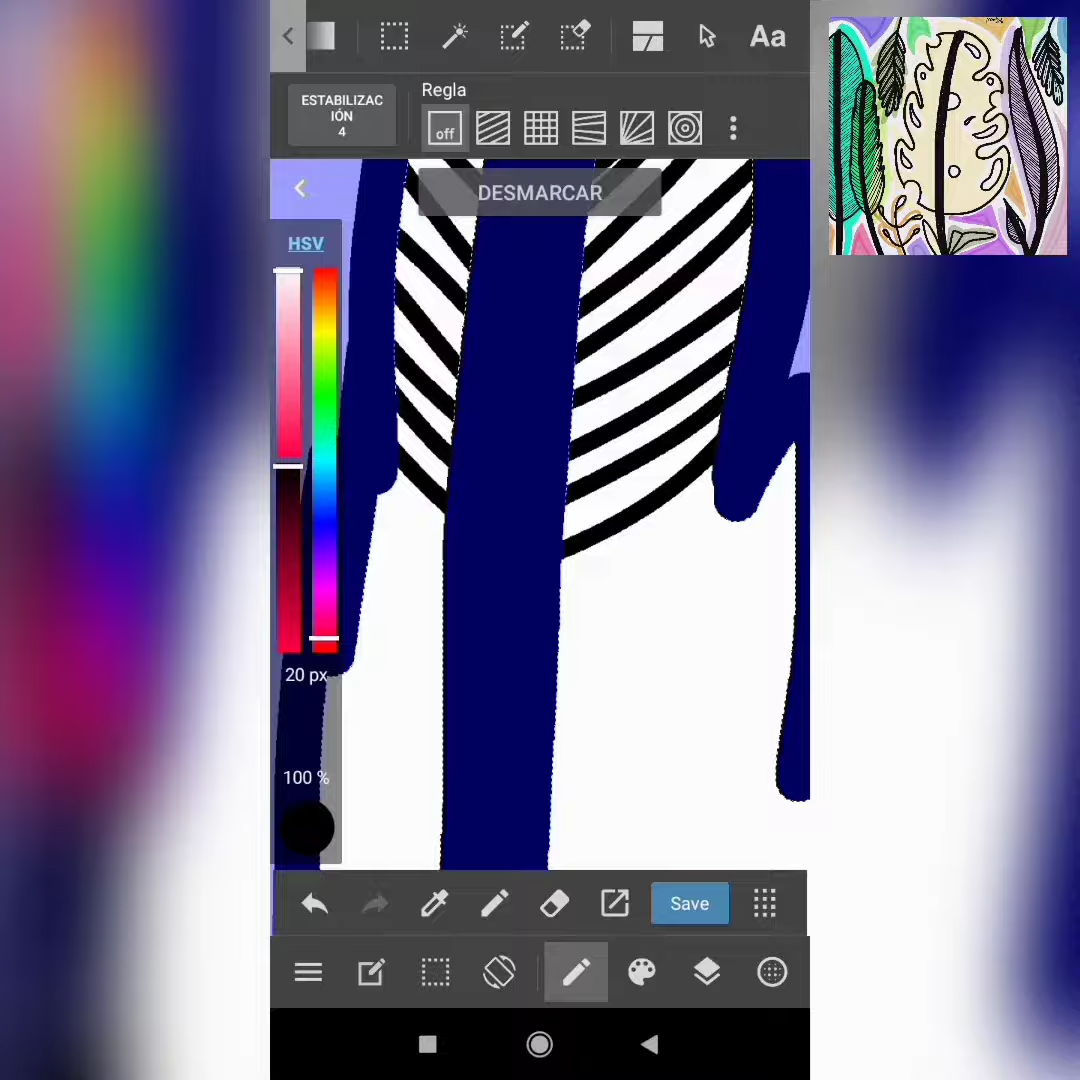 Aa
Regla
ESTABILIZAC
IÓN
4
off
DESMARCAR
HSV
20 px
100 %
Save